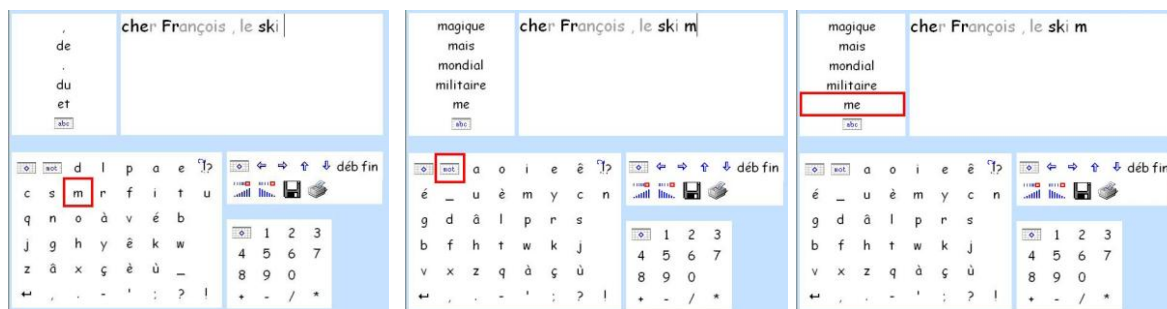 ,
de
.
du
et
abc
cher François , le ski
mot d l p a e !?
c s m r f i t u
q n o à v é b
j g h y ê k w
z â x ç è ù _
↵ , . - ' : ? !
déb fin
1 2 3
4 5 6 7
8 9 0
+ - / *
magique
mais
mondial
militaire
me
abc
cher François , le ski m
mot a o i e ê !?
é _ u è m y c n
g d â l p r s
b f h t w k j
v x z q à ç ù
↵ , . - ' : ? !
déb fin
1 2 3
4 5 6 7
8 9 0
+ - / *
magique
mais
mondial
militaire
me
abc
cher François , le ski m
mot a o i e ê !?
é _ u è m y c n
g d â l p r s
b f h t w k j
v x z q à ç ù
↵ , . - ' : ? !
déb fin
1 2 3
4 5 6 7
8 9 0
+ - / *